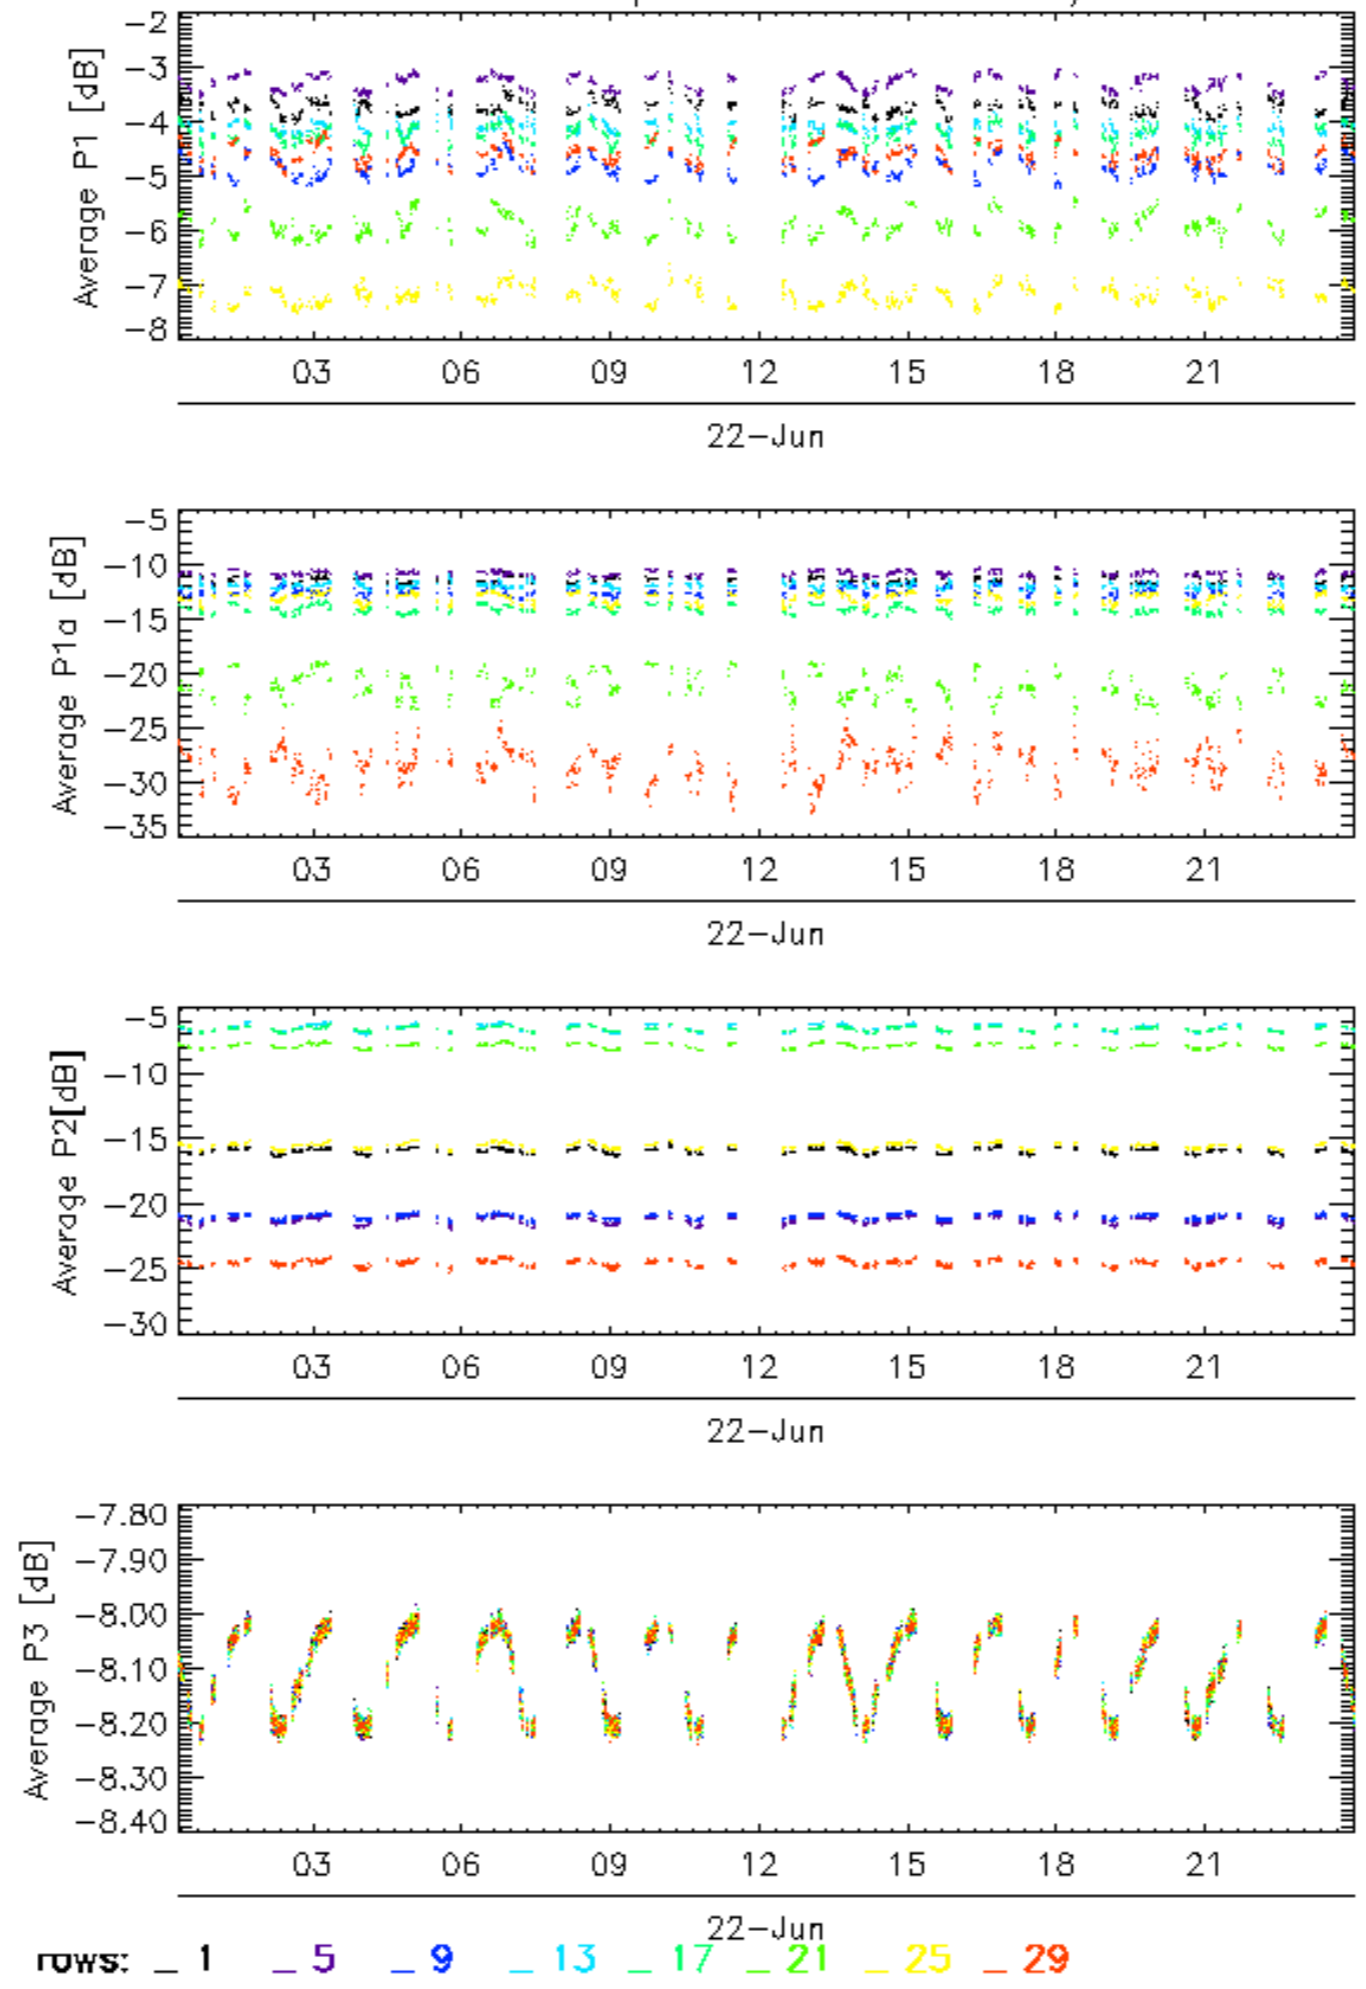 Average P1 [dB]
-2
-3
-4
-5
-6
-7
-8
03 06 09 12 15 18 21
22-Jun
Average P1a [dB]
-5
-10
-15
-20
-25
-30
-35
03 06 09 12 15 18 21
22-Jun
Average P2[dB]
-5
-10
-15
-20
-25
-30
03 06 09 12 15 18 21
22-Jun
Average P3 [dB]
-7.80
-7.90
-8.00
-8.10
-8.20
-8.30
-8.40
03 06 09 12 15 18 21
22-Jun
rows: _ 1 _ 5 _ 9 _ 13 _ 17 _ 21 _ 25 _ 29